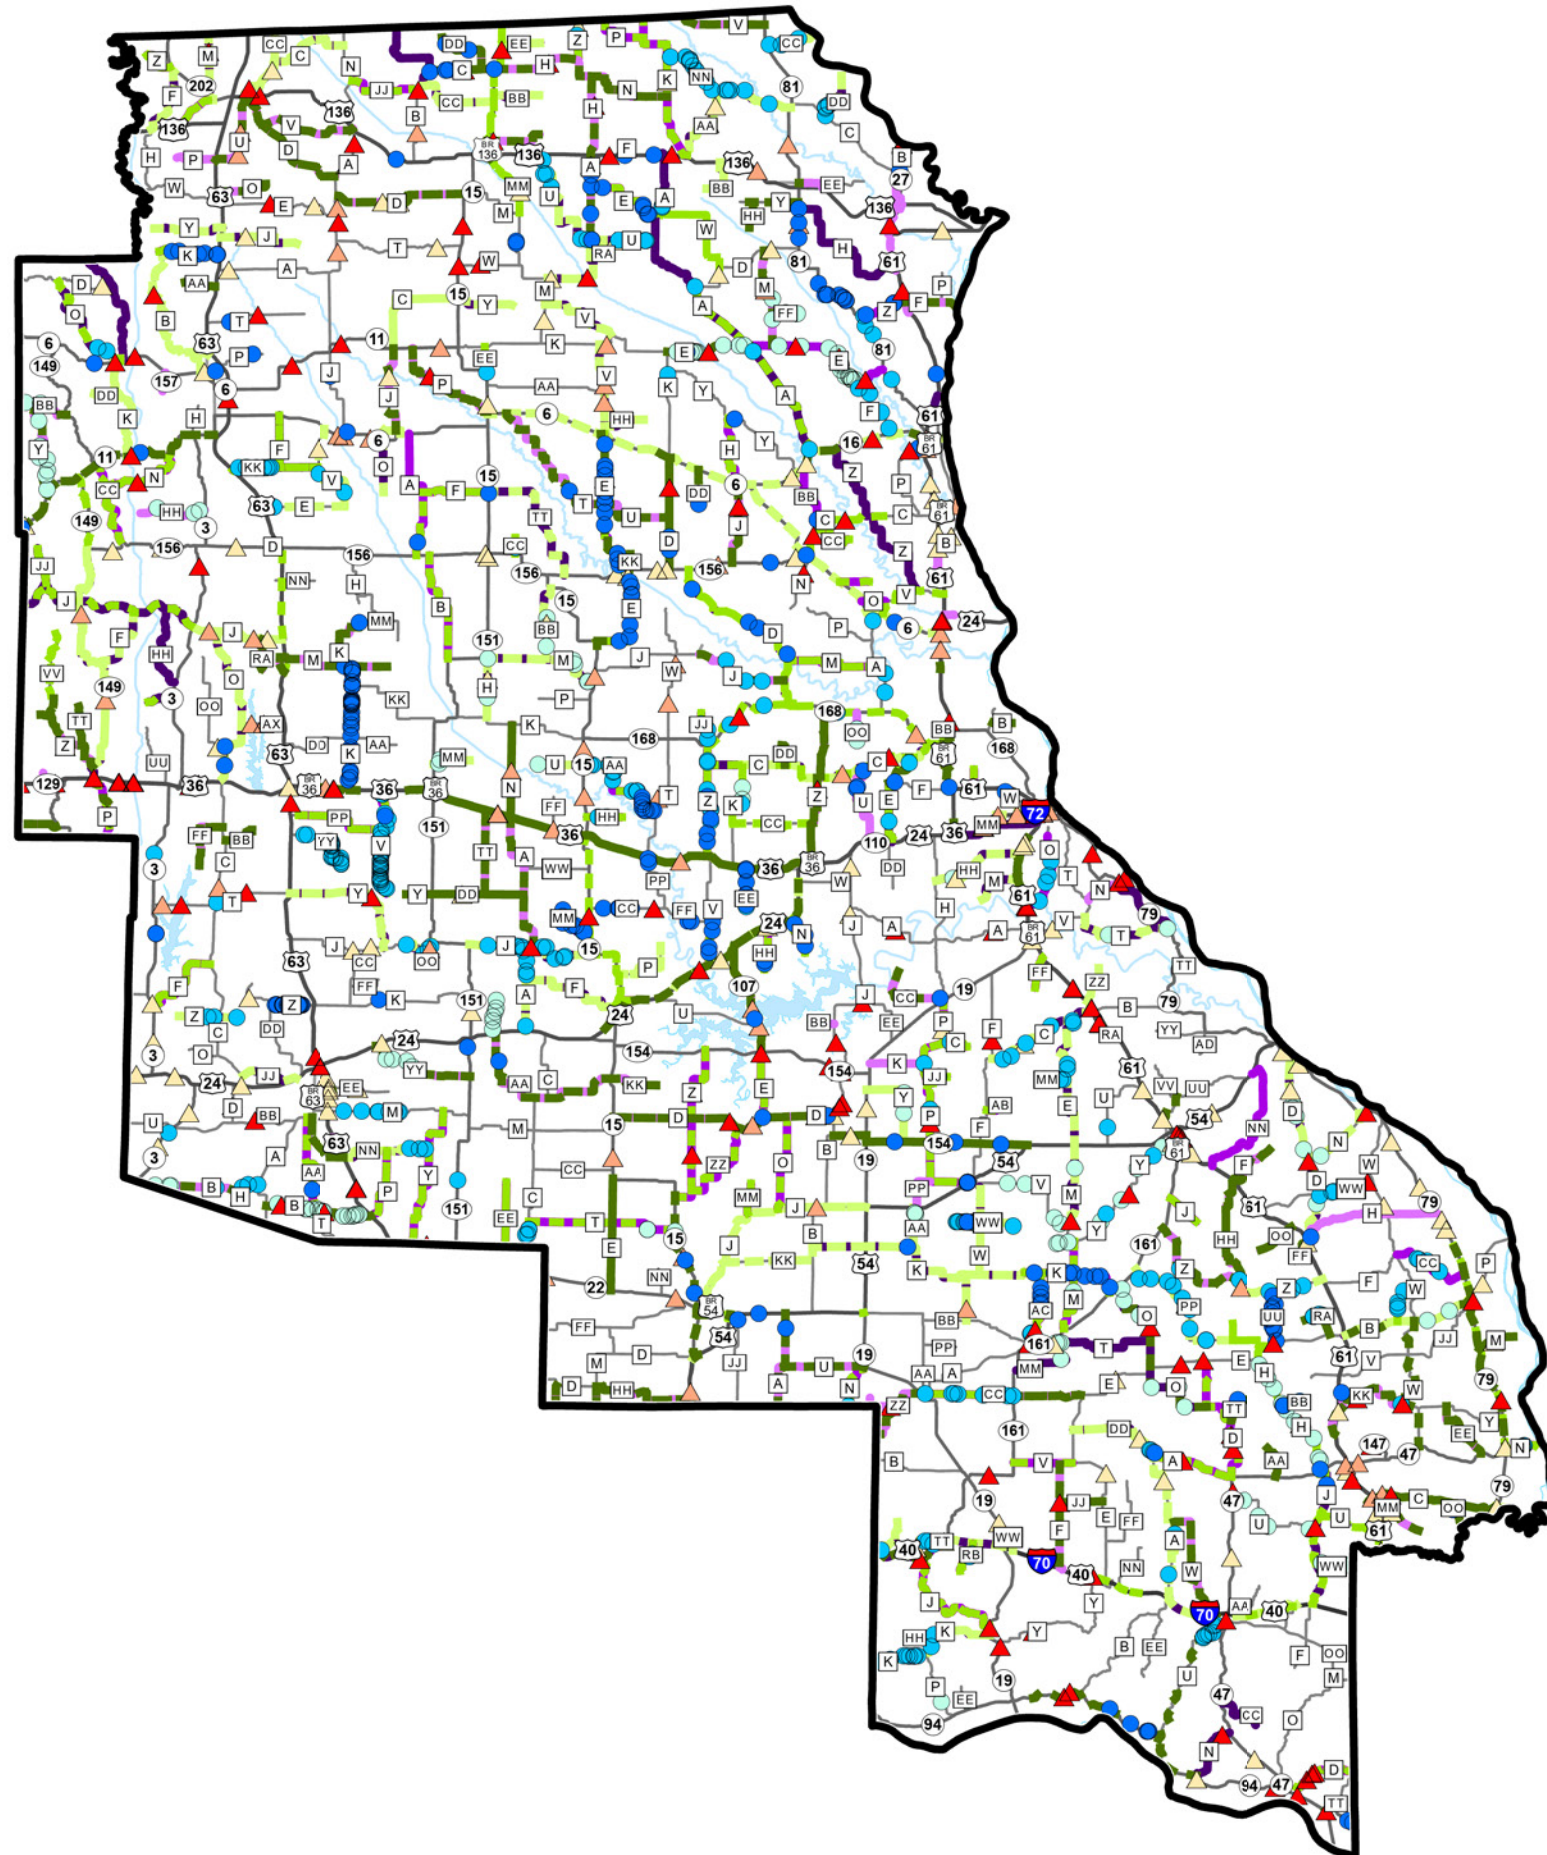 V
M CC C EE Z P
Z N DD H K CC
202 C NN 81
F JJ CC BB N DD
136 136 B H AA C
U V D A BR 136 136 A F 136 B
H P 27
W O 63 E D 15 MM U E A BB EE HH Y 136
Y J M W
K T RA U D H 81 61
A W M P
AA C 15 Y M A FF Z F
D O B T V
6 149 63 11 K E E 81
157 P J EE AA V K Y A F
6 P J 6 HH
BB DD K H 61
Y 11 F 6 O 15 H Y 16 BR 61
N CC KK V A F E DD 6 Z P
HH 3 63 E T U BB C C BR 61
149 TT J CC
156 D 156 CC 156 KK D 156 B
JJ NN H N Z 61
J B 15 E O V
F MM BB D P 6 24
HH J RA M K 151 M J M A
VV O H W J
149 3 OO KK P
TT AX K JJ 168 B
Z DD AA 168 OO BB 168
UU K 63 MM U 15 AA C DD C BR 61
129 36 BR 36 36 BR 36 N FF T Z K Z U E F 61 W 72
P PP HH CC MM
FF BB YY V 151 36 110 24 36
C TT A WW 36 BR 36 DD HH O
3 Y Y DD PP EE W M T N
T MM CC FF V 24 H 61 79
J OO J 15 N J A A BR 61 V T
63 CC P HH FF TT
F FF K 151 A F 107 19 ZZ
Z C Z DD 24 U J CC EE B 79
O 24 BB P F C RA YY AD
3 154 K C
24 JJ YY AA C KK Z E 154 JJ MM 61 VV UU
D BR 63 EE Y AB E U D
U BB M M 15 D D P F 54 NN N
3 63 NN B 154 BR 61
A AA CC ZZ O 19 54 Y F W
B H B P Y C MM PP V M D WW 79
T 151 EE T J AA WW Y J H
15 B W 161 HH OO 61 FF
E J KK 54 K K Z CC P
22 NN M PP Z F W
BR 54 AC O UU RA B
FF 54 BB 161 JJ M
M D JJ 19 PP MM T E 61 V
D HH A U N AA A CC E O H KK W 79
ZZ TT BB H Y
161 DD D EE N
B V A AA 147 47
19 JJ E FF 47 J MM C OO 79
F U U 61
40 TT RB WW 70 A
40 NN W WW
J Y 70 AA 40
HH K Y B EE
K F OO
P EE 19 U M
94 47 CC O
N
94 47 D
TT